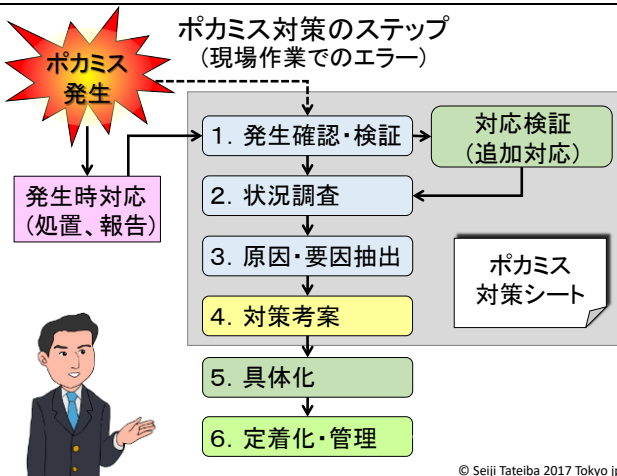 ポカミス対策のステップ
(現場作業でのエラー)
ポカミス
発生
1. 発生確認・検証
対応検証
(追加対応)
発生時対応
(処置、報告)
2. 状況調査
3. 原因・要因抽出
ポカミス
対策シート
4. 対策考案
5. 具体化
6. 定着化・管理
© Seiji Tateiba 2017 Tokyo jp